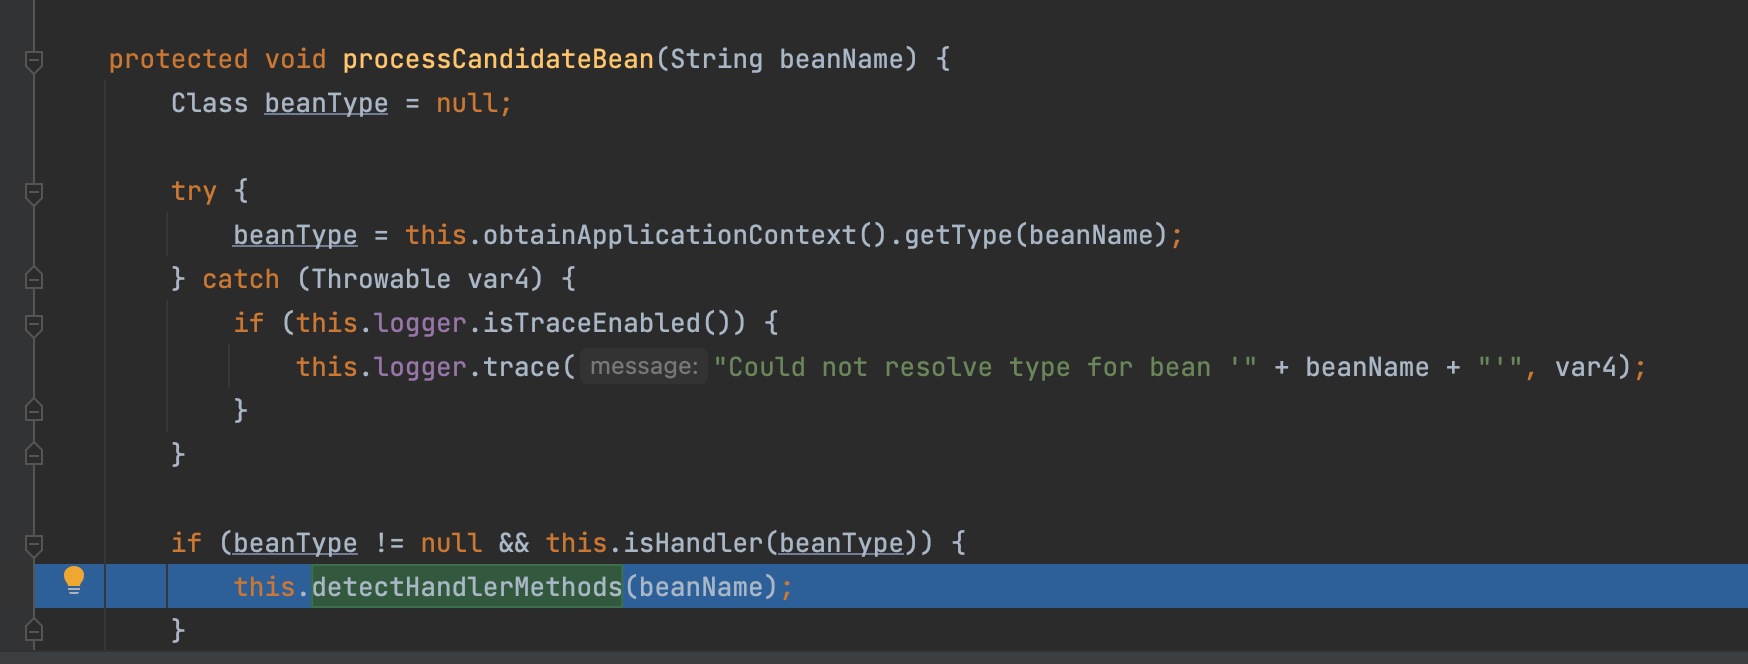 protected void processCandidateBean(String beanName) {
Class beanType = null;
try {
beanType = this.obtainApplicationContext().getType(beanName);
} catch (Throwable var4) {
if (this.logger.isTraceEnabled()) {
this.logger.trace( message: "Could not resolve type for bean '" + beanName + "'", var4);
}
}
if (beanType != null && this.isHandler(beanType)) {
this.detectHandlerMethods(beanName);
}